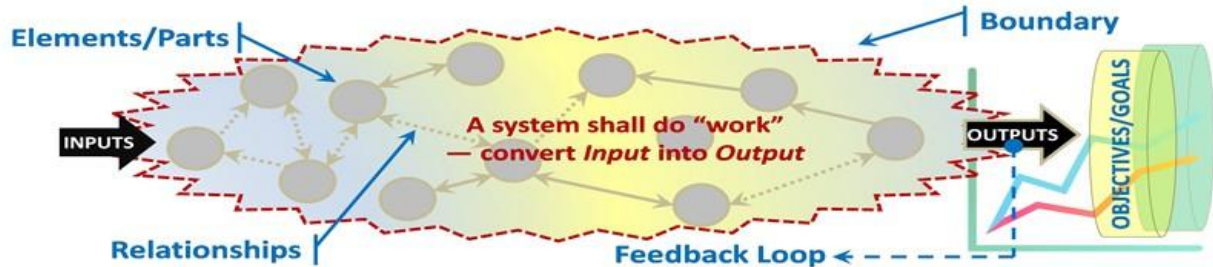 Boundary
Elements/Parts
INPUTS
A system shall do “work”
— convert Input into Output
OUTPUTS
OBJECTIVES/GOALS
Relationships
Feedback Loop